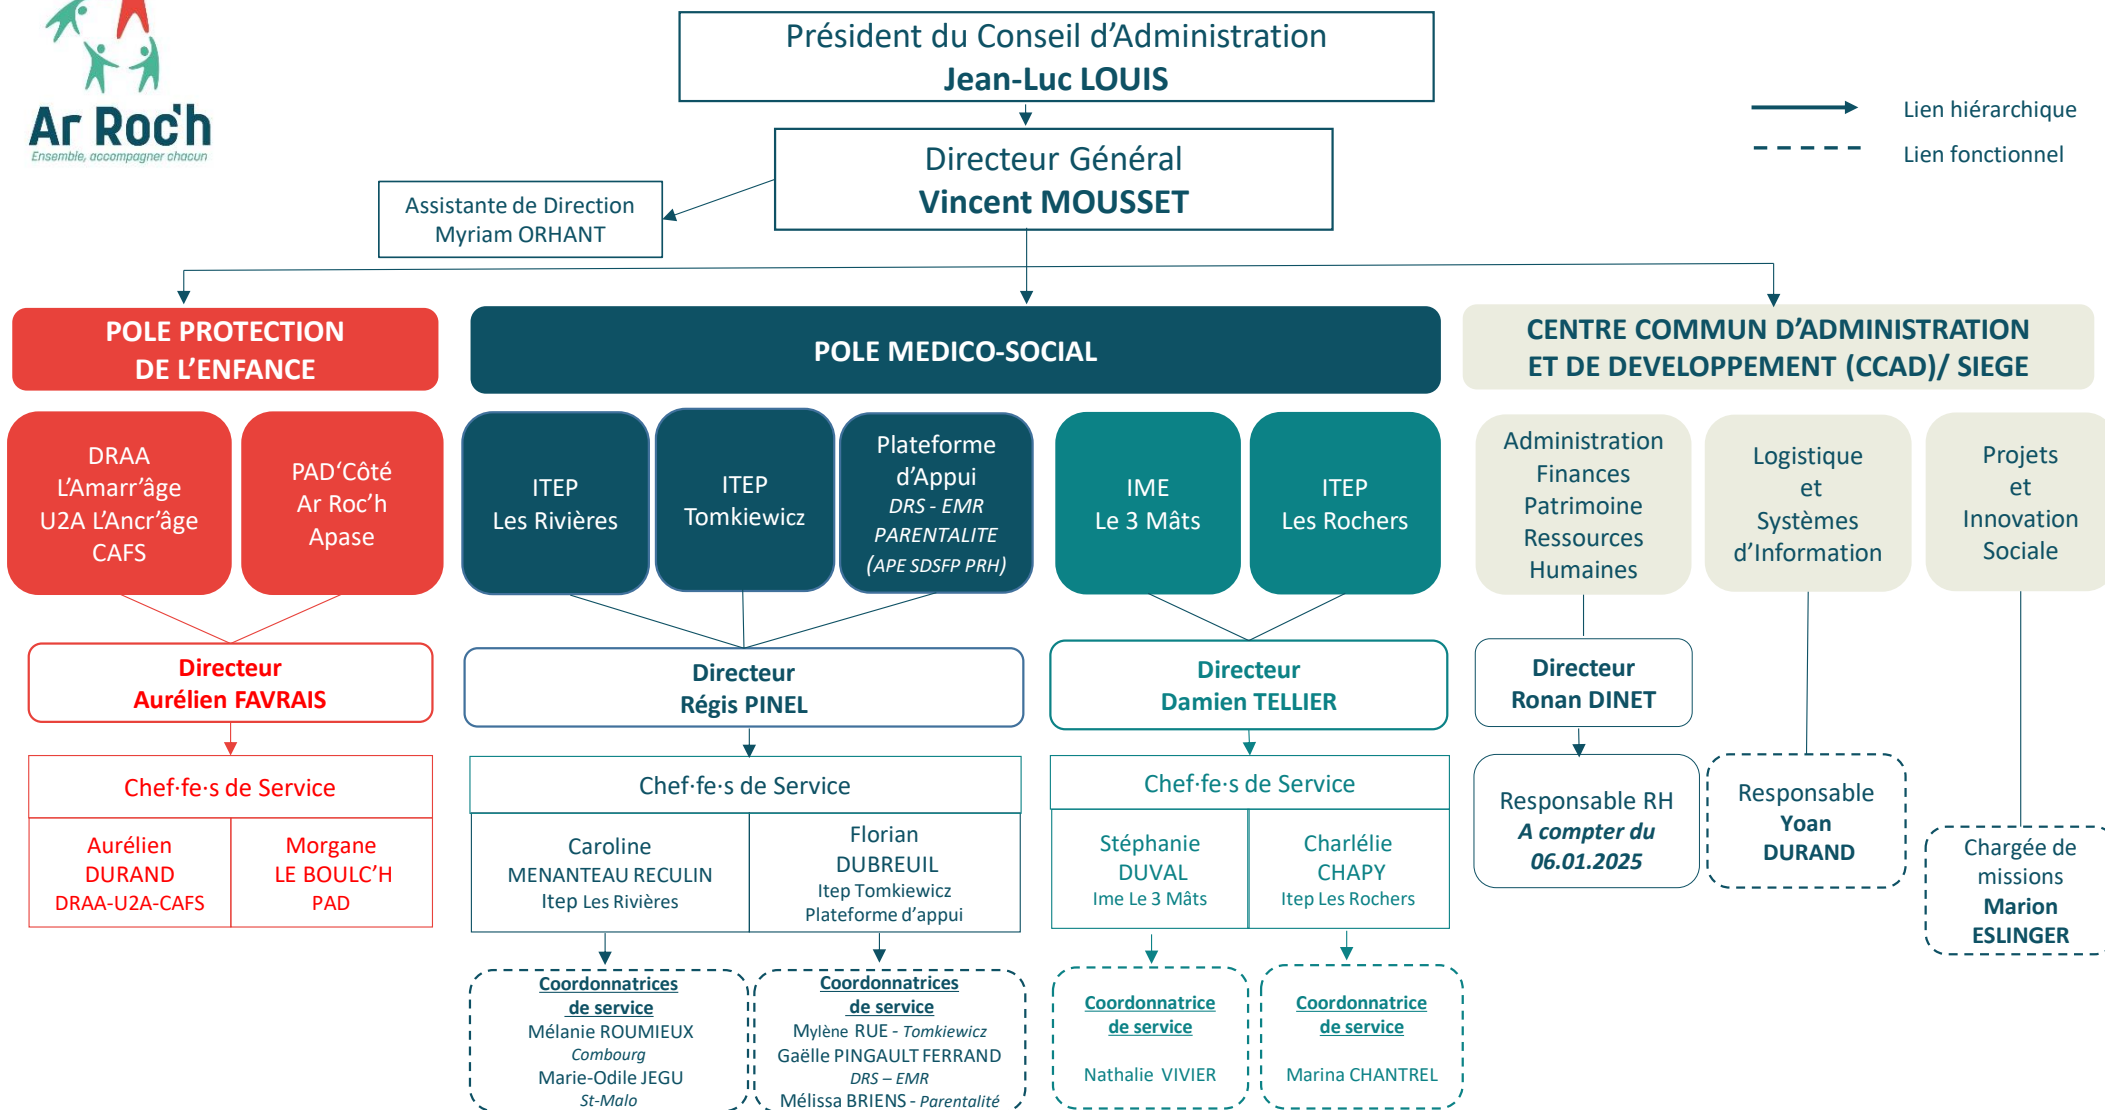 Ar Roc'h
Ensemble, accompagner chacun
Président du Conseil d'Administration
Jean-Luc LOUIS
Lien hiérarchique
Lien fonctionnel
Directeur Général
Vincent MOUSSET
Assistante de Direction
Myriam ORHANT
POLE PROTECTION
DE L'ENFANCE
POLE MEDICO-SOCIAL
CENTRE COMMUN D'ADMINISTRATION
ET DE DEVELOPPEMENT (CCAD)/ SIEGE
DRAA
L'Amarr'âge
U2A L'Ancr'âge
CAFS
PAD'Côté
Ar Roc'h
Apase
ITEP
Les Rivières
ITEP
Tomkiewicz
Plateforme
d'Appui
DRS - EMR
PARENTALITE
(APE SDSFP PRH)
IME
Le 3 Mâts
ITEP
Les Rochers
Administration
Finances
Patrimoine
Ressources
Humaines
Logistique
et
Systèmes
d'Information
Projets
et
Innovation
Sociale
Directeur
Aurélien FAVRAIS
Directeur
Régis PINEL
Directeur
Damien TELLIER
Directeur
Ronan DINET
Chef·fe·s de Service
Aurélien
DURAND
DRAA-U2A-CAFS
Morgane
LE BOULC'H
PAD
Chef·fe·s de Service
Caroline
MENANTEAU RECULIN
Itep Les Rivières
Florian
DUBREUIL
Itep Tomkiewicz
Plateforme d'appui
Chef·fe·s de Service
Stéphanie
DUVAL
Ime Le 3 Mâts
Charlélie
CHAPY
Itep Les Rochers
Responsable RH
A compter du
06.01.2025
Responsable
Yoan
DURAND
Chargée de
missions
Marion
ESLINGER
Coordonnatrices
de service
Mélanie ROUMIEUX
Combourg
Marie-Odile JEGU
St-Malo
Coordonnatrices
de service
Mylène RUE - Tomkiewicz
Gaëlle PINGAULT FERRAND
DRS – EMR
Mélissa BRIENS - Parentalité
Coordonnatrice
de service
Nathalie VIVIER
Coordonnatrice
de service
Marina CHANTREL